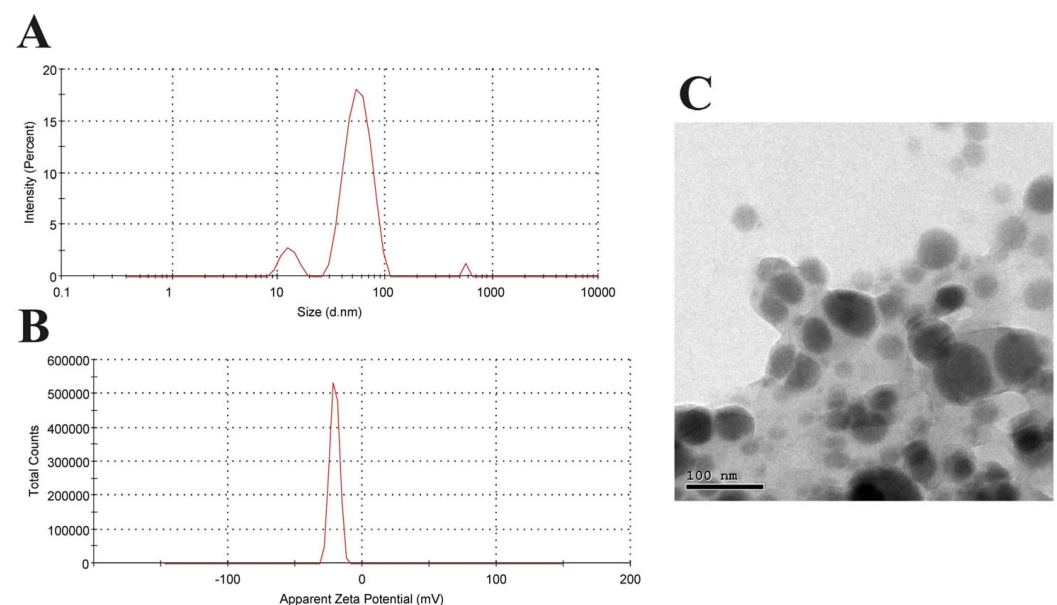 A
20
15
10
5
0
Intensity (Percent)
0.1 1 10 100 1000 10000
Size (d.nm)
B
600000
500000
400000
300000
200000
100000
0
Total Counts
-100 0 100 200
Apparent Zeta Potential (mV)
C
100 nm